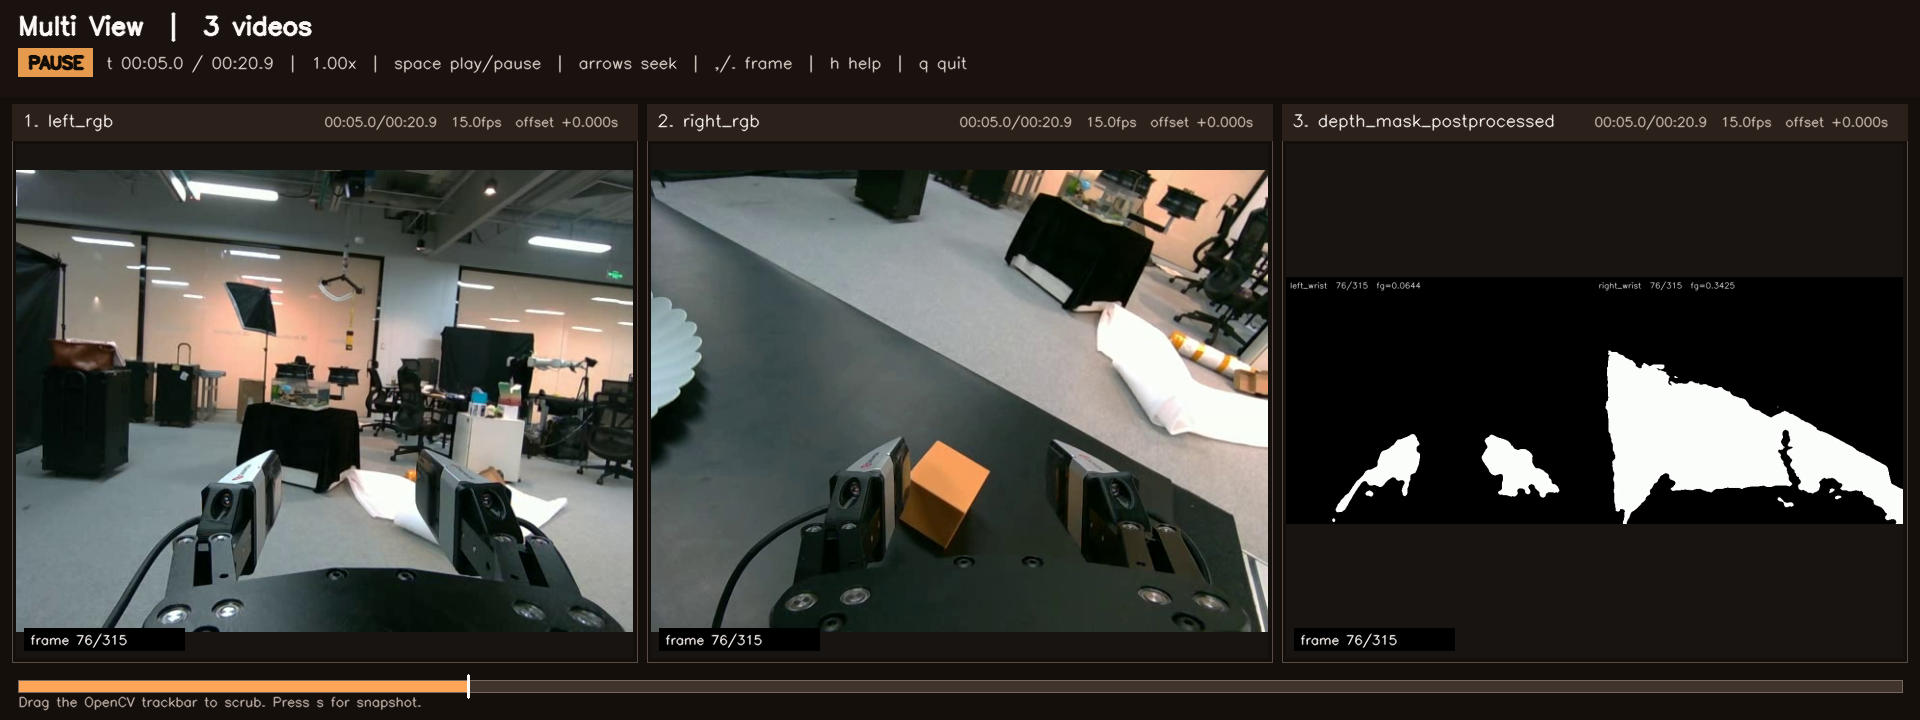 Multi View | 3 videos
PAUSE t 00:05.0 / 00:20.9 | 1.00x | space play/pause | arrows seek | ,/. frame | h help | q quit
1. left_rgb 00:05.0/00:20.9 15.0fps offset +0.000s
2. right_rgb 00:05.0/00:20.9 15.0fps offset +0.000s
3. depth_mask_postprocessed 00:05.0/00:20.9 15.0fps offset +0.000s
left_wrist 76/315 fg=0.0644
right_wrist 76/315 fg=0.3425
frame 76/315
frame 76/315
frame 76/315
Drag the OpenCV trackbar to scrub. Press s for snapshot.